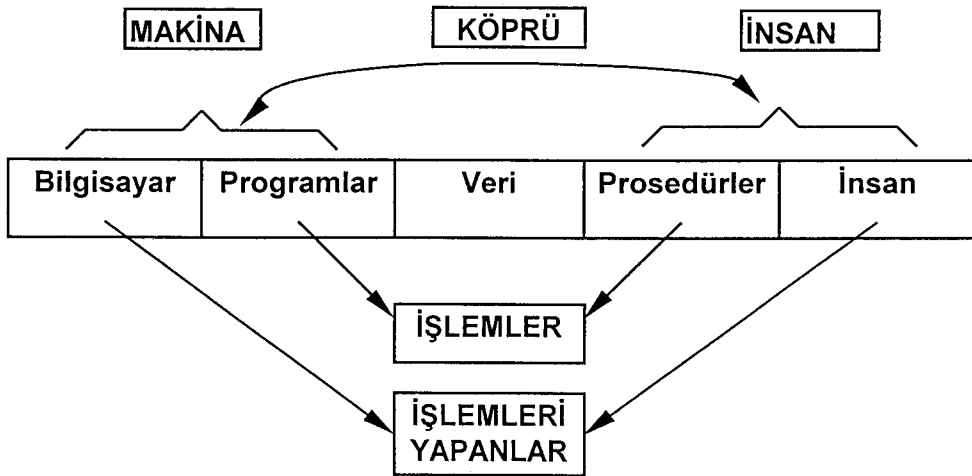 MAKİNA
KÖPRÜ
İNSAN
Bilgisayar
Programlar
Veri
Prosedürler
İnsan
İŞLEMLER
İŞLEMLERİ
YAPANLAR